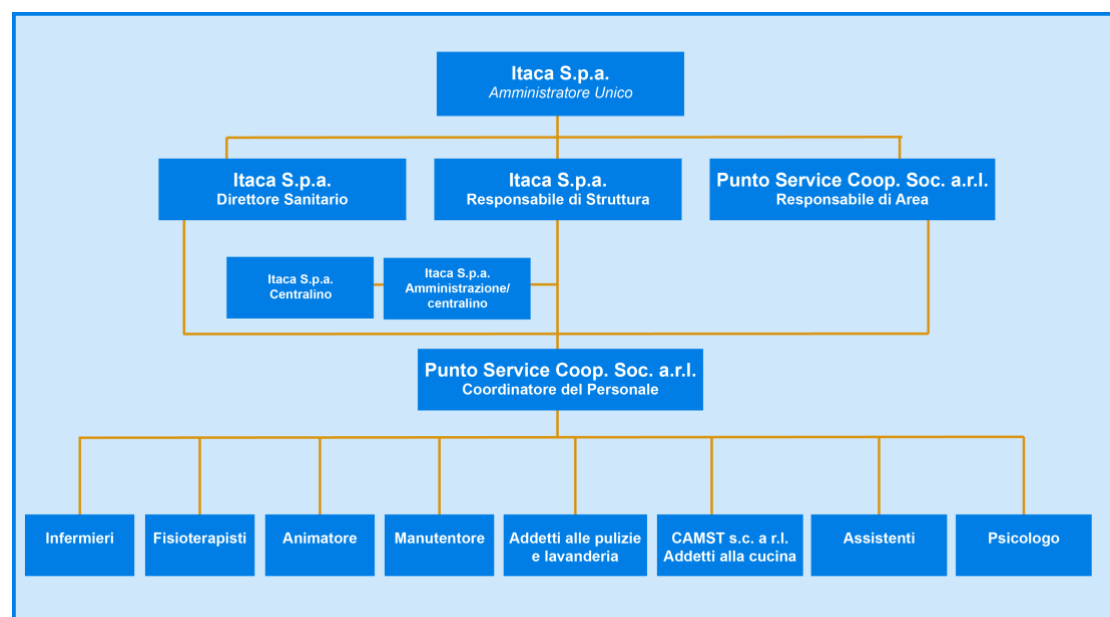 Itaca S.p.a.
Amministratore Unico
Itaca S.p.a.
Direttore Sanitario
Itaca S.p.a.
Responsabile di Struttura
Punto Service Coop. Soc. a.r.l.
Responsabile di Area
Itaca S.p.a.
Centralino
Itaca S.p.a.
Amministrazione/
centralino
Punto Service Coop. Soc. a.r.l.
Coordinatore del Personale
Infermieri
Fisioterapisti
Animatore
Manutentore
Addetti alle pulizie
e lavanderia
CAMST s.c. a r.l.
Addetti alla cucina
Assistenti
Psicologo